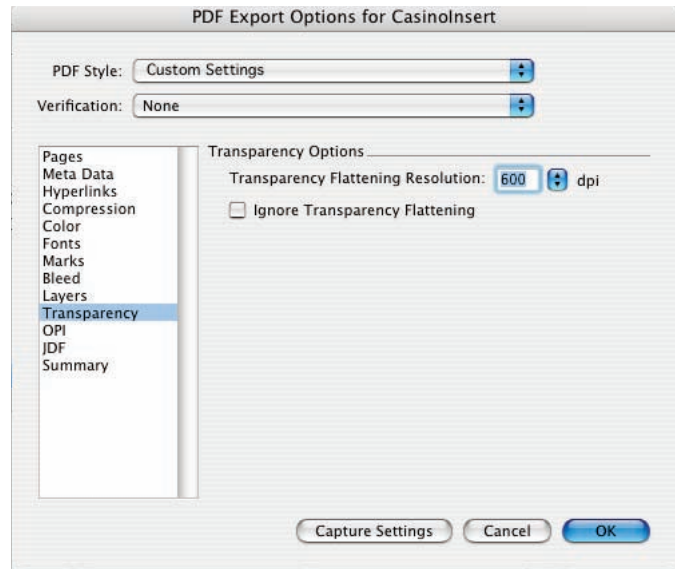 PDF Export Options for CasinoInsert
PDF Style: Custom Settings
Verification: None
Pages
Meta Data
Hyperlinks
Compression
Color
Fonts
Marks
Bleed
Layers
Transparency
OPI
JDF
Summary
Transparency Options
Transparency Flattening Resolution: 600 dpi
Ignore Transparency Flattening
Capture Settings Cancel OK